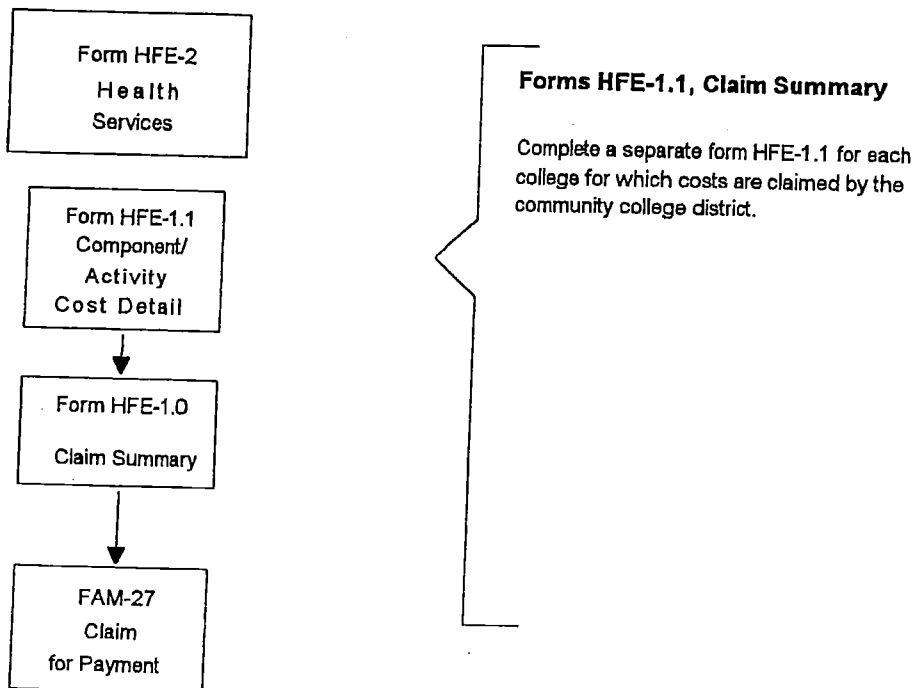 Form HFE-2
Health
Services
Form HFE-1.1
Component/
Activity
Cost Detail
Form HFE-1.0
Claim Summary
FAM-27
Claim
for Payment
Forms HFE-1.1, Claim Summary
Complete a separate form HFE-1.1 for each
college for which costs are claimed by the
community college district.